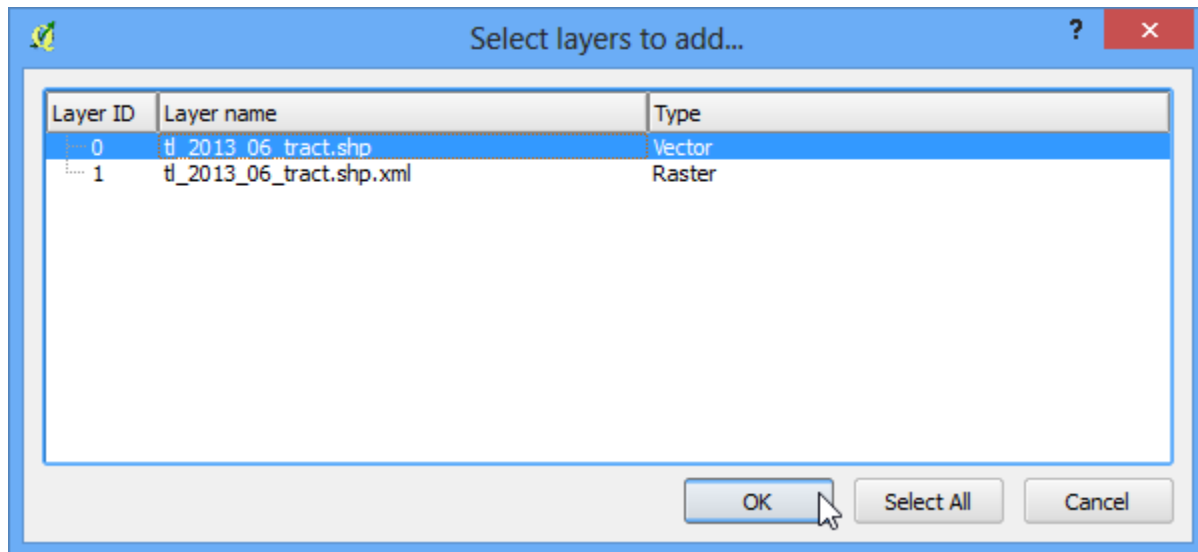 Select layers to add...
?
Layer ID Layer name Type
0 tl_2013_06_tract.shp Vector
1 tl_2013_06_tract.shp.xml Raster
OK Select All Cancel